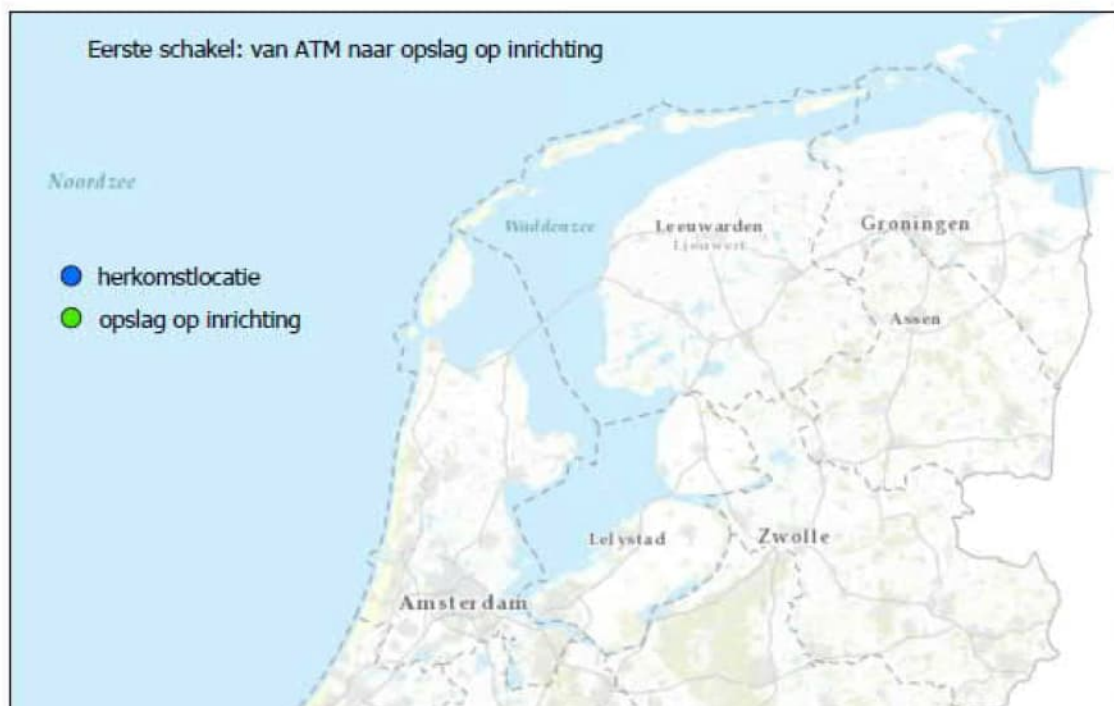 Eerste schakel: van ATM naar opslag op inrichting
Noordzee
Waddenzee
Leeuwarden
Ljouwert
Groningen
herkomstlocatie
opslag op inrichting
Assen
Lelystad
Zwolle
Amsterdam